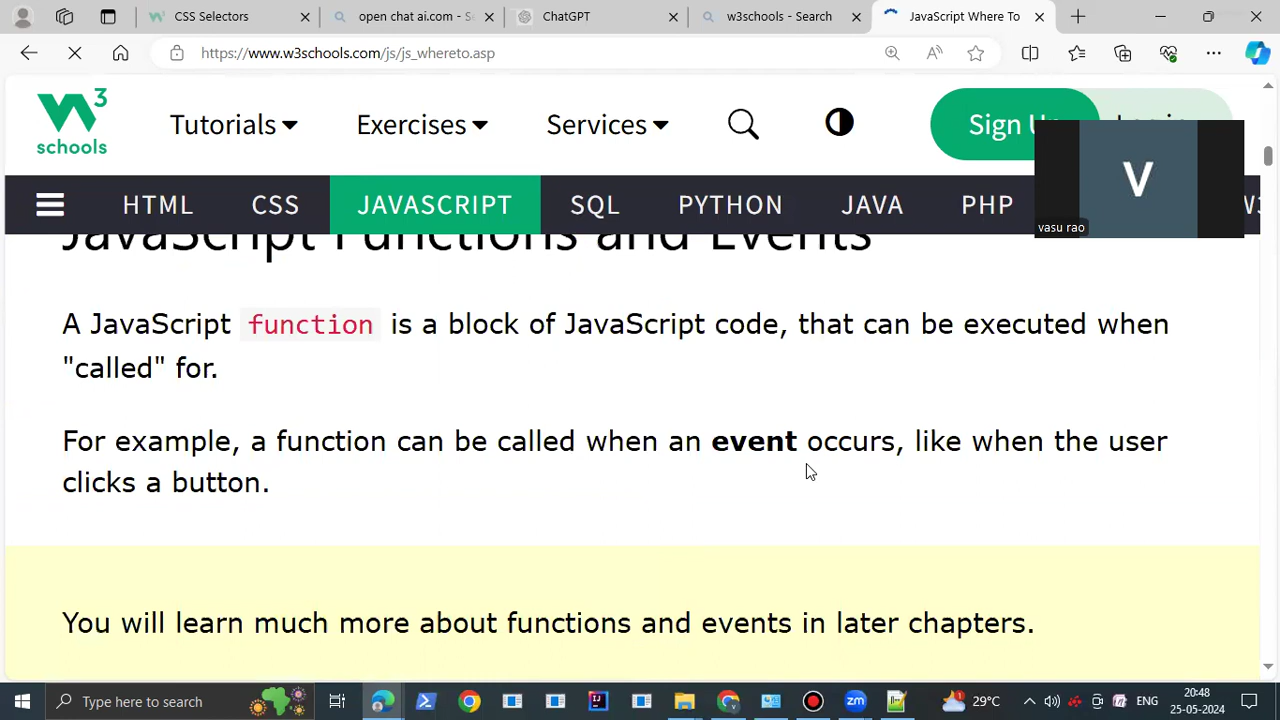 CSS Selectors
open chat ai.com - S
ChatGPT
w3schools - Search
JavaScript Where To
https://www.w3schools.com/js/js_whereto.asp
W3
schools
Tutorials
Exercises
Services
Sign U
HTML
CSS
JAVASCRIPT
SQL
PYTHON
JAVA
PHP
V
vasu rao
JavaScript Functions and Events
A JavaScript function is a block of JavaScript code, that can be executed when
"called" for.
For example, a function can be called when an event occurs, like when the user
clicks a button.
You will learn much more about functions and events in later chapters.
Type here to search
zm
29°C
ENG
20:48
25-05-2024